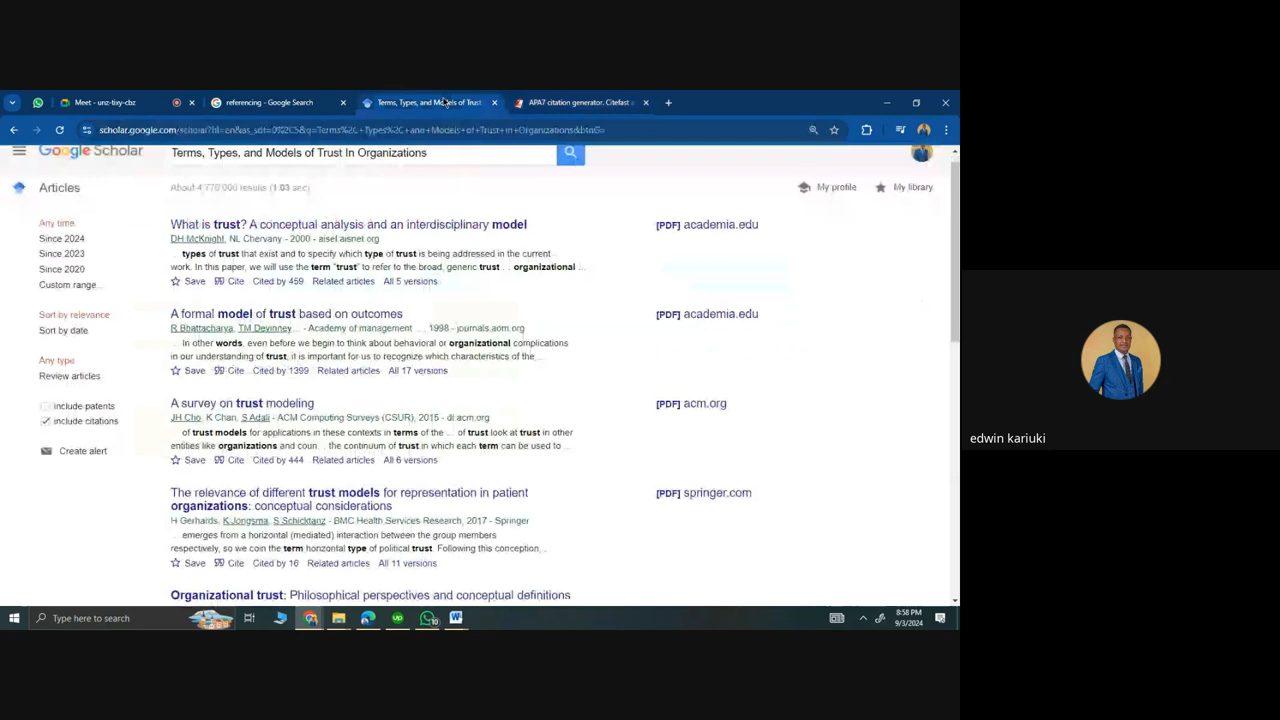 Meet - unz-tixy-cbz
referencing - Google Search
Terms, Types, and Models of Trust
APA7 citation generator. Citefast a
Google Scholar
Terms, Types, and Models of Trust In Organizations
Articles
About 4,770,000 results (1.03 sec)
My profile
My library
Any time
Since 2024
Since 2023
Since 2020
Custom range...
Sort by relevance
Sort by date
Any type
Review articles
include patents
include citations
Create alert
What is trust? A conceptual analysis and an interdisciplinary model
[PDF] academia.edu
DH McKnight, NL Chervany - 2000 - aisel.aisnet.org
... types of trust that exist and to specify which type of trust is being addressed in the current
work. In this paper, we will use the term "trust" to refer to the broad, generic trust ... organizational ...
Save Cite Cited by 459 Related articles All 5 versions
A formal model of trust based on outcomes
[PDF] academia.edu
R Bhattacharya, TM Devinney... - Academy of management ..., 1998 - journals.aom.org
... In other words, even before we begin to think about behavioral or organizational complications
in our understanding of trust, it is important for us to recognize which characteristics of the...
Save Cite Cited by 1399 Related articles All 17 versions
A survey on trust modeling
[PDF] acm.org
JH Cho, K Chan, S Adali - ACM Computing Surveys (CSUR), 2015 - dl.acm.org
... of trust models for applications in these contexts in terms of the ... of trust look at trust in other
entities like organizations and coun... the continuum of trust in which each term can be used to ...
Save Cite Cited by 444 Related articles All 6 versions
The relevance of different trust models for representation in patient
organizations: conceptual considerations
[PDF] springer.com
H Gerhards, K Jongsma, S Schicktanz - BMC Health Services Research, 2017 - Springer
... emerges from a horizontal (mediated) interaction between the group members
respectively, so we coin the term horizontal type of political trust. Following this conception, ...
Save Cite Cited by 16 Related articles All 11 versions
Organizational trust: Philosophical perspectives and conceptual definitions
Type here to search
up
10
8:58 PM
9/3/2024
edwin kariuki